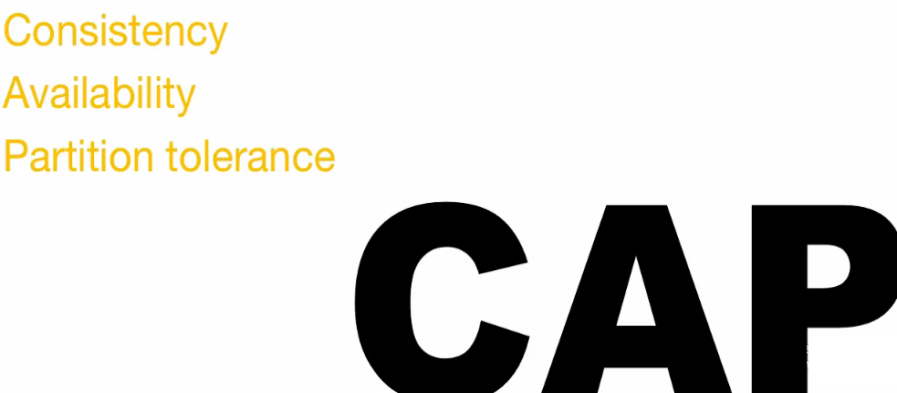 Consistency
Availability
Partition tolerance
CAP